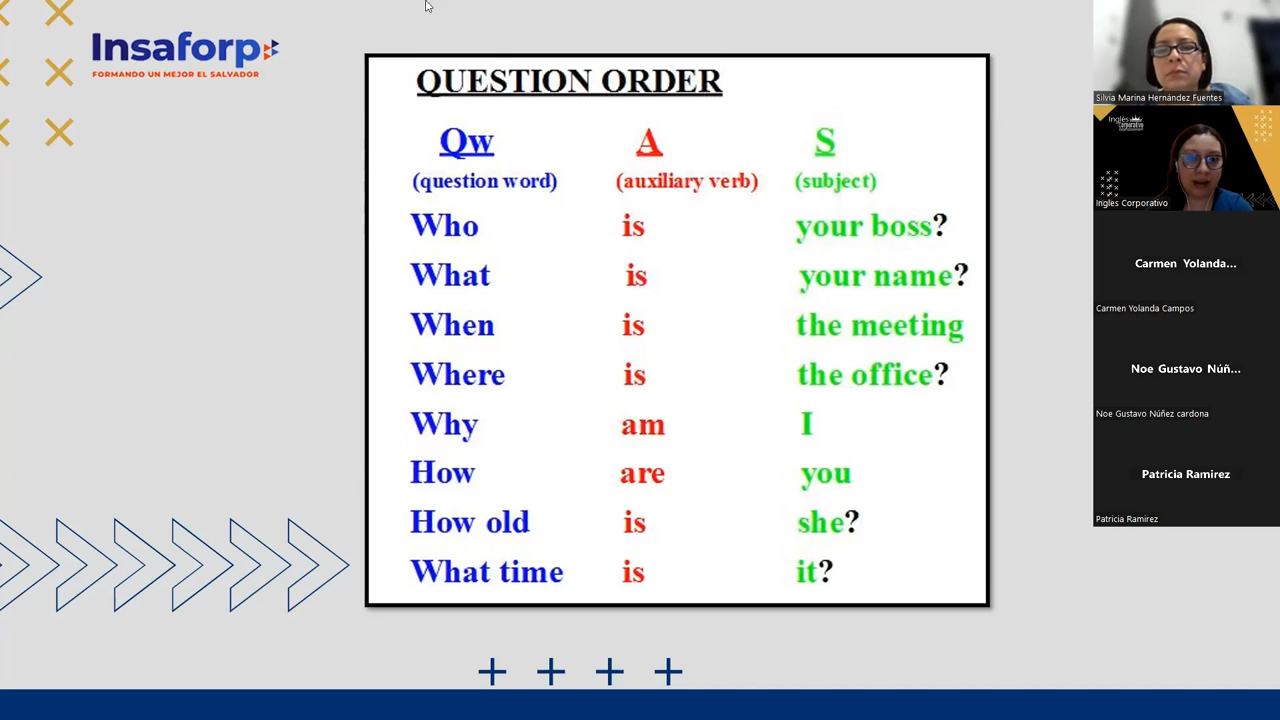 Insaforp
FORMANDO UN MEJOR EL SALVADOR
QUESTION ORDER
Qw A S
(question word) (auxiliary verb) (subject)
Who is your boss?
What is your name?
When is the meeting
Where is the office?
Why am I
How are you
How old is she?
What time is it?
Silvia Marina Hernández Fuentes
Inglés
Corporativo
Ingles Corporativo
Carmen Yolanda...
Carmen Yolanda Campos
Noe Gustavo Núñ...
Noe Gustavo Núñez cardona
Patricia Ramirez
Patricia Ramirez